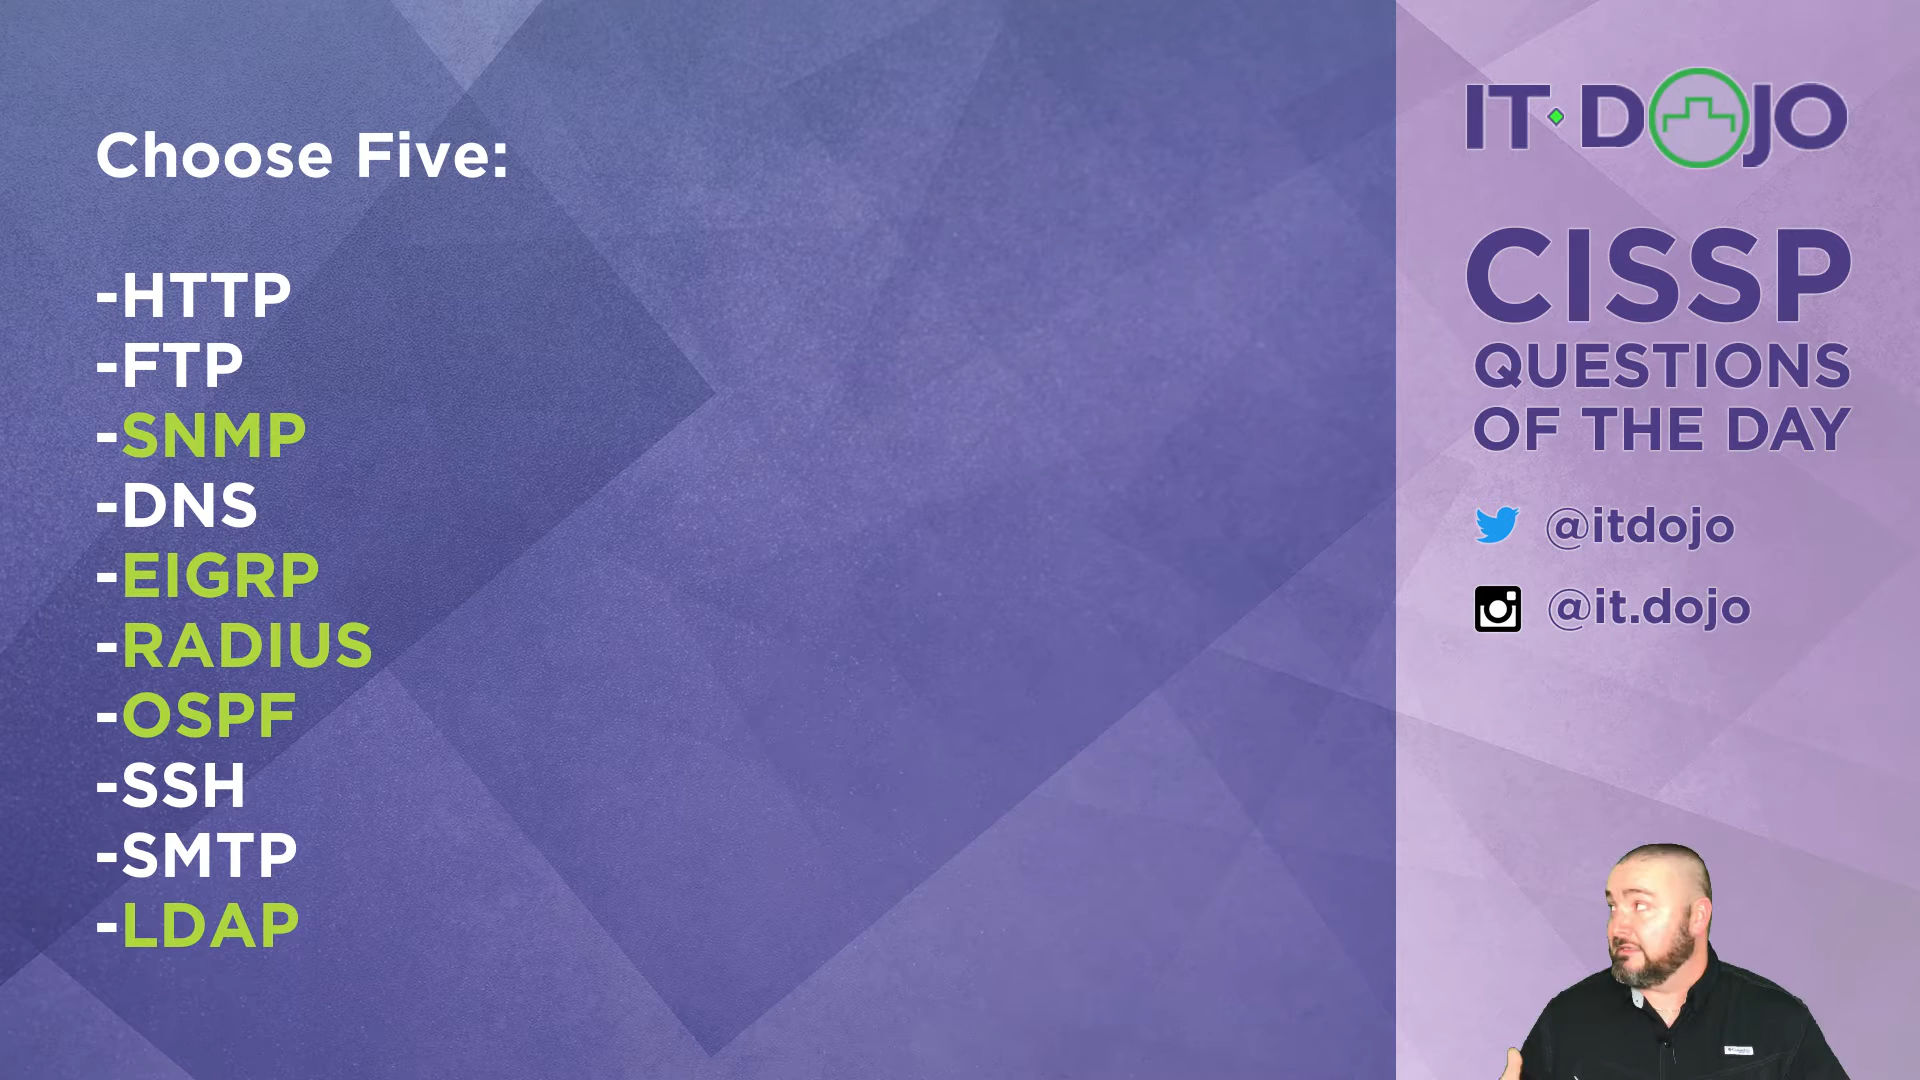 Choose Five:
-HTTP
-FTP
-SNMP
-DNS
-EIGRP
-RADIUS
-OSPF
-SSH
-SMTP
-LDAP
IT DOJO
CISSP
QUESTIONS
OF THE DAY
@itdojo
@it.dojo